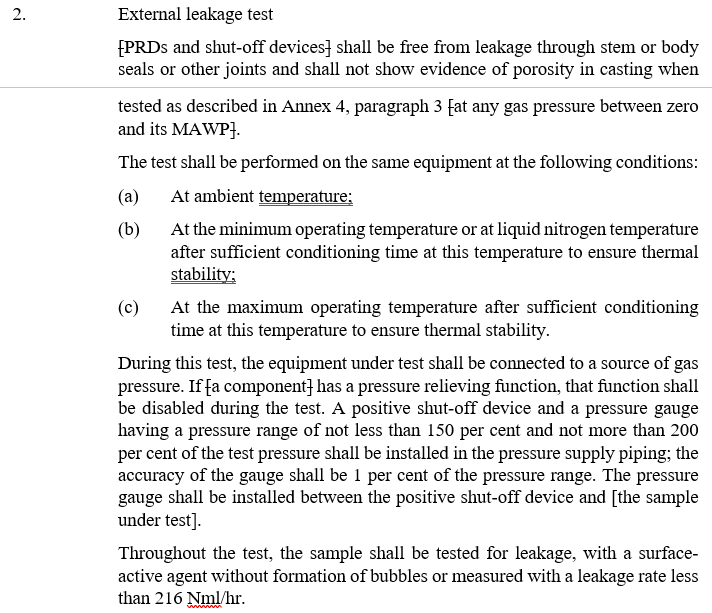 2. External leakage test
[PRDs and shut-off devices] shall be free from leakage through stem or body
seals or other joints and shall not show evidence of porosity in casting when
tested as described in Annex 4, paragraph 3 [at any gas pressure between zero
and its MAWP].
The test shall be performed on the same equipment at the following conditions:
(a) At ambient temperature;
(b) At the minimum operating temperature or at liquid nitrogen temperature
after sufficient conditioning time at this temperature to ensure thermal
stability;
(c) At the maximum operating temperature after sufficient conditioning
time at this temperature to ensure thermal stability.
During this test, the equipment under test shall be connected to a source of gas
pressure. If [a component] has a pressure relieving function, that function shall
be disabled during the test. A positive shut-off device and a pressure gauge
having a pressure range of not less than 150 per cent and not more than 200
per cent of the test pressure shall be installed in the pressure supply piping; the
accuracy of the gauge shall be 1 per cent of the pressure range. The pressure
gauge shall be installed between the positive shut-off device and [the sample
under test].
Throughout the test, the sample shall be tested for leakage, with a surface-
active agent without formation of bubbles or measured with a leakage rate less
than 216 Nml/hr.